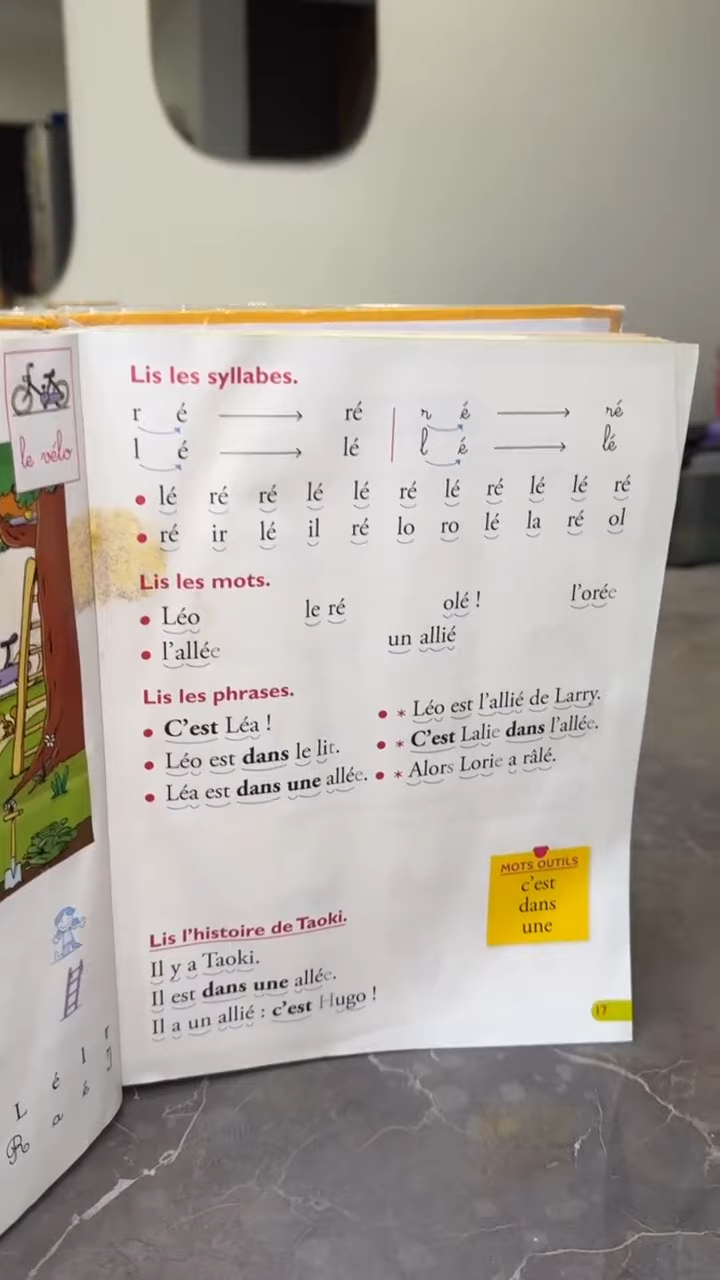 le vélo
Lis les syllabes.
r é → ré | r é → ré
l é → lé | l é → lé
• lé ré ré lé lé ré lé ré lé lé ré
• ré ir lé il ré lo ro lé la ré ol
Lis les mots.
• Léo le ré olé ! l'orée
• l'allée un allié
Lis les phrases.
• C'est Léa !
• Léo est dans le lit.
• Léa est dans une allée.
• * Léo est l'allié de Larry.
• * C'est Lalie dans l'allée.
• * Alors Lorie a râlé.
MOTS OUTILS
c'est
dans
une
Lis l'histoire de Taoki.
Il y a Taoki.
Il est dans une allée.
Il a un allié : c'est Hugo !
17
L é l r
R a é